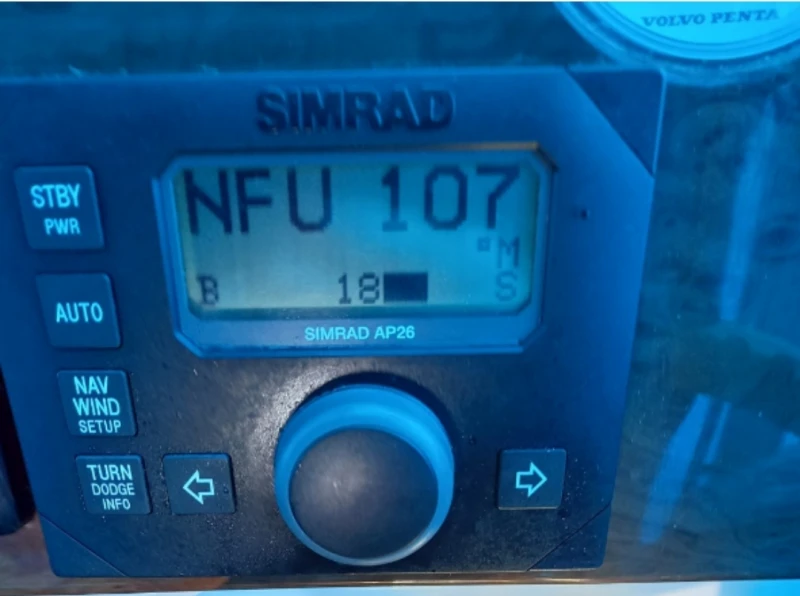 VOLVO PENTA
SIMRAD
STBY
PWR
NFU 107
°M
B 18 S
SIMRAD AP26
AUTO
NAV
WIND
SETUP
TURN
DODGE
INFO